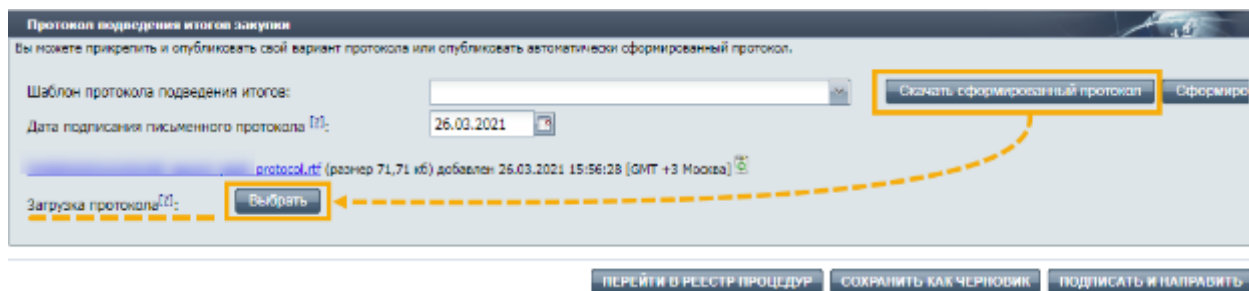 Протокол подведения итогов закупки
Вы можете прикрепить и опубликовать свой вариант протокола или опубликовать автоматически сформированный протокол.
Шаблон протокола подведения итогов: Скачать сформированный протокол Сформиро
Дата подписания письменного протокола [?]: 26.03.2021
protocol.rtf (размер 71,71 кб) добавлен 26.03.2021 15:56:28 [GMT +3 Москва]
Загрузка протокола[?]: Выбрать
ПЕРЕЙТИ В РЕЕСТР ПРОЦЕДУР СОХРАНИТЬ КАК ЧЕРНОВИК ПОДПИСАТЬ И НАПРАВИТЬ